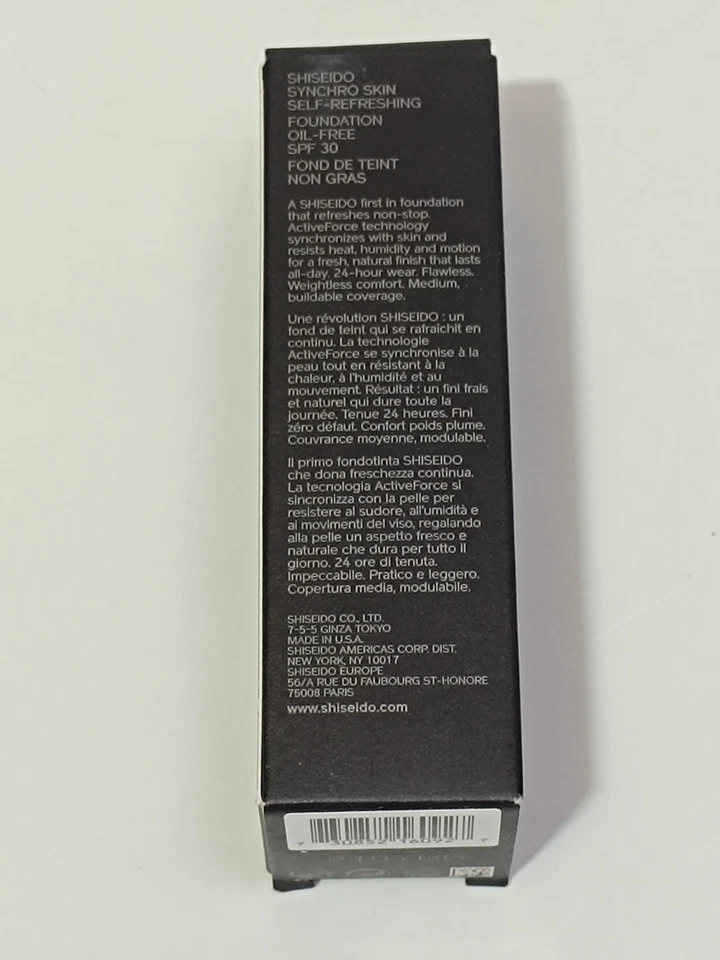 SHISEIDO
SYNCHRO SKIN
SELF-REFRESHING
FOUNDATION
OIL-FREE
SPF 30
FOND DE TEINT
NON GRAS
A SHISEIDO first in foundation
that refreshes non-stop.
ActiveForce technology
synchronizes with skin and
resists heat, humidity and motion
for a fresh, natural finish that lasts
all-day. 24-hour wear. Flawless.
Weightless comfort. Medium,
buildable coverage.
Une révolution SHISEIDO : un
fond de teint qui se rafraichit en
continu. La technologie
ActiveForce se synchronise à la
peau tout en résistant à la
chaleur, à l'humidité et au
mouvement. Résultat : un fini frais
et naturel qui dure toute la
journée. Tenue 24 heures. Fini
zéro défaut. Confort poids plume.
Couvrance moyenne, modulable.
Il primo fondotinta SHISEIDO
che dona freschezza continua.
La tecnologia ActiveForce si
sincronizza con la pelle per
resistere al sudore, all'umidità e
ai movimenti del viso, regalando
alla pelle un aspetto fresco e
naturale che dura per tutto il
giorno. 24 ore di tenuta.
Impeccabile. Pratico e leggero.
Copertura media, modulabile.
SHISEIDO CO., LTD.
7-5-5 GINZA TOKYO
MADE IN U.S.A.
SHISEIDO AMERICAS CORP. DIST.
NEW YORK, NY 10017
SHISEIDO EUROPE
56/A RUE DU FAUBOURG ST-HONORE
75008 PARIS
www.shiseido.com
7 30852 16092 7